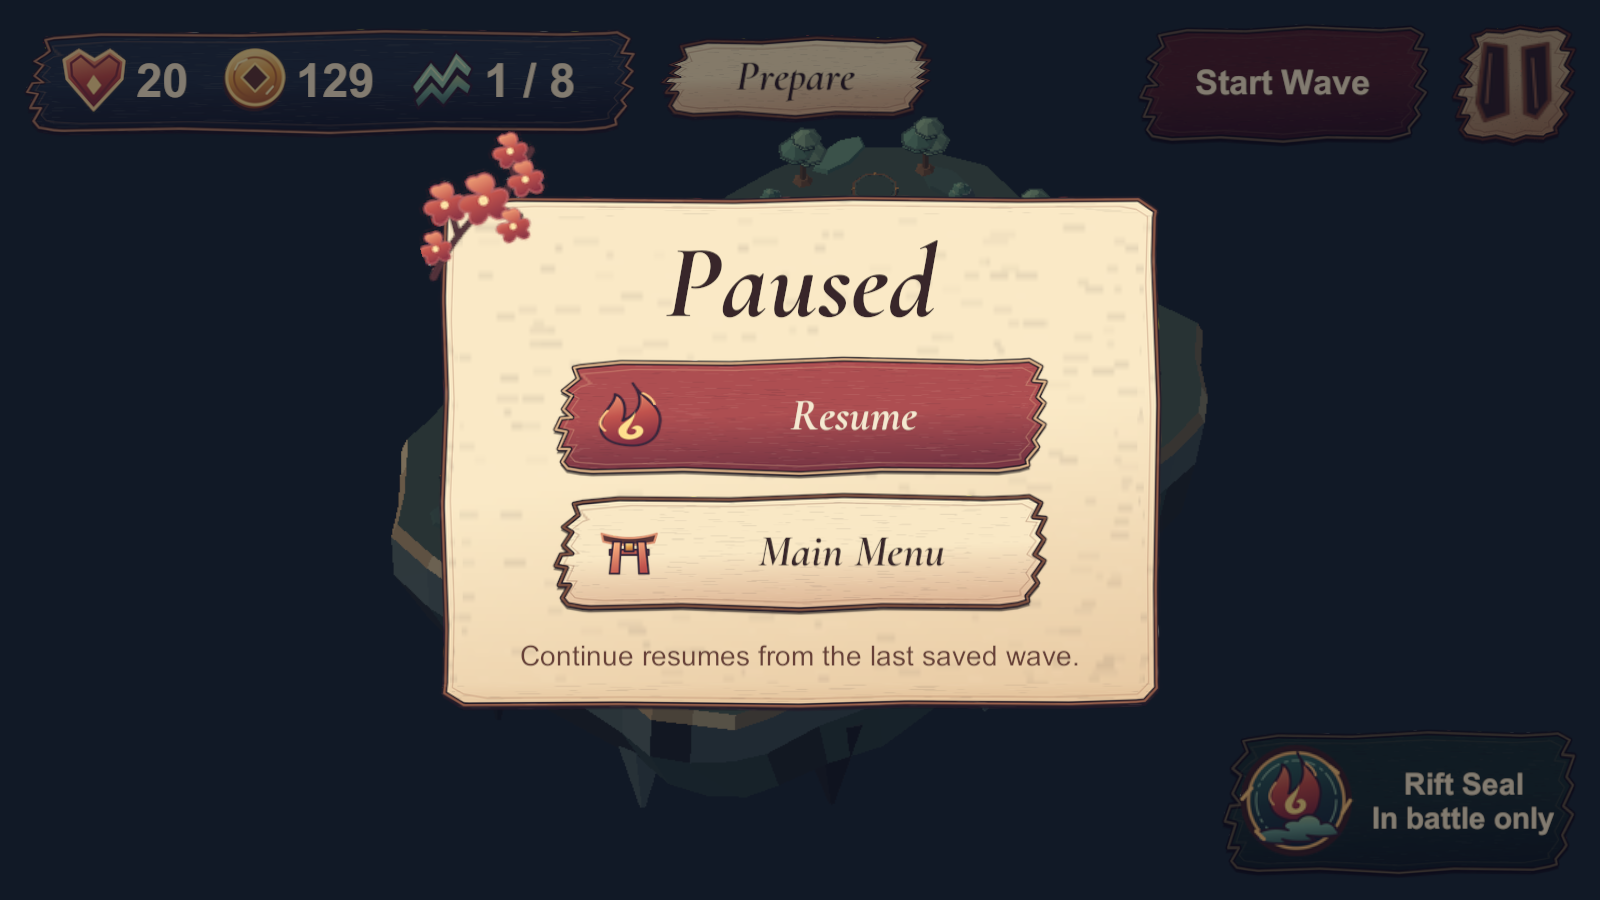 20
129
1 / 8
Prepare
Start Wave
Paused
Resume
Main Menu
Continue resumes from the last saved wave.
Rift Seal
In battle only